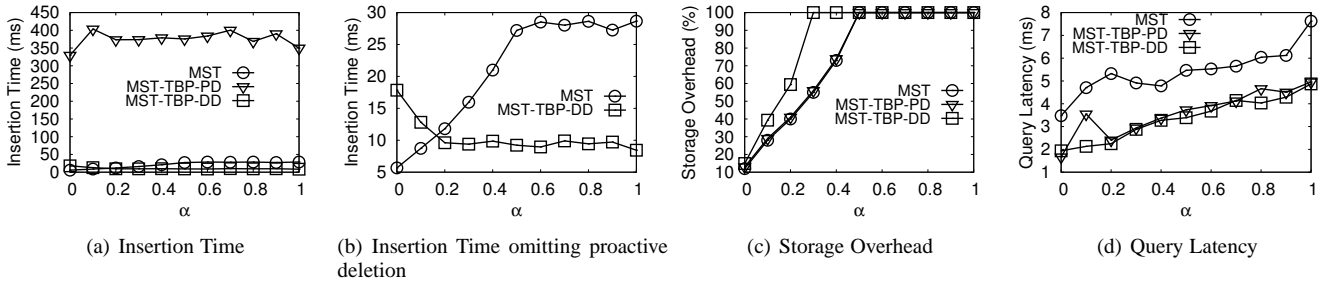 Insertion Time (ms)
450
400
350
300
250
200
150
100
50
0
MST
MST-TBP-PD
MST-TBP-DD
0 0.2 0.4 0.6 0.8 1
α
(a) Insertion Time
Insertion Time (ms)
30
25
20
15
10
5
MST
MST-TBP-DD
0 0.2 0.4 0.6 0.8 1
α
(b) Insertion Time omitting proactive
deletion
Storage Overhead (%)
100
90
80
70
60
50
40
30
20
10
MST
MST-TBP-PD
MST-TBP-DD
0 0.2 0.4 0.6 0.8 1
α
(c) Storage Overhead
Query Latency (ms)
8
7
6
5
4
3
2
1
MST
MST-TBP-PD
MST-TBP-DD
0 0.2 0.4 0.6 0.8 1
α
(d) Query Latency